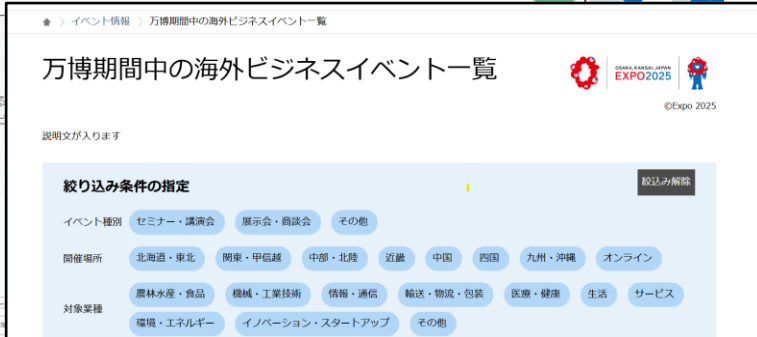 イベント情報 〉 万博期間中の海外ビジネスイベント一覧
万博期間中の海外ビジネスイベント一覧
OSAKA, KANSAI, JAPAN
EXPO2025
©Expo 2025
説明文が入ります
絞り込み条件の指定
絞込み解除
イベント種別 セミナー・講演会 展示会・商談会 その他
開催場所 北海道・東北 関東・甲信越 中部・北陸 近畿 中国 四国 九州・沖縄 オンライン
対象業種 農林水産・食品 機械・工業技術 情報・通信 輸送・物流・包装 医療・健康 生活 サービス
環境・エネルギー イノベーション・スタートアップ その他